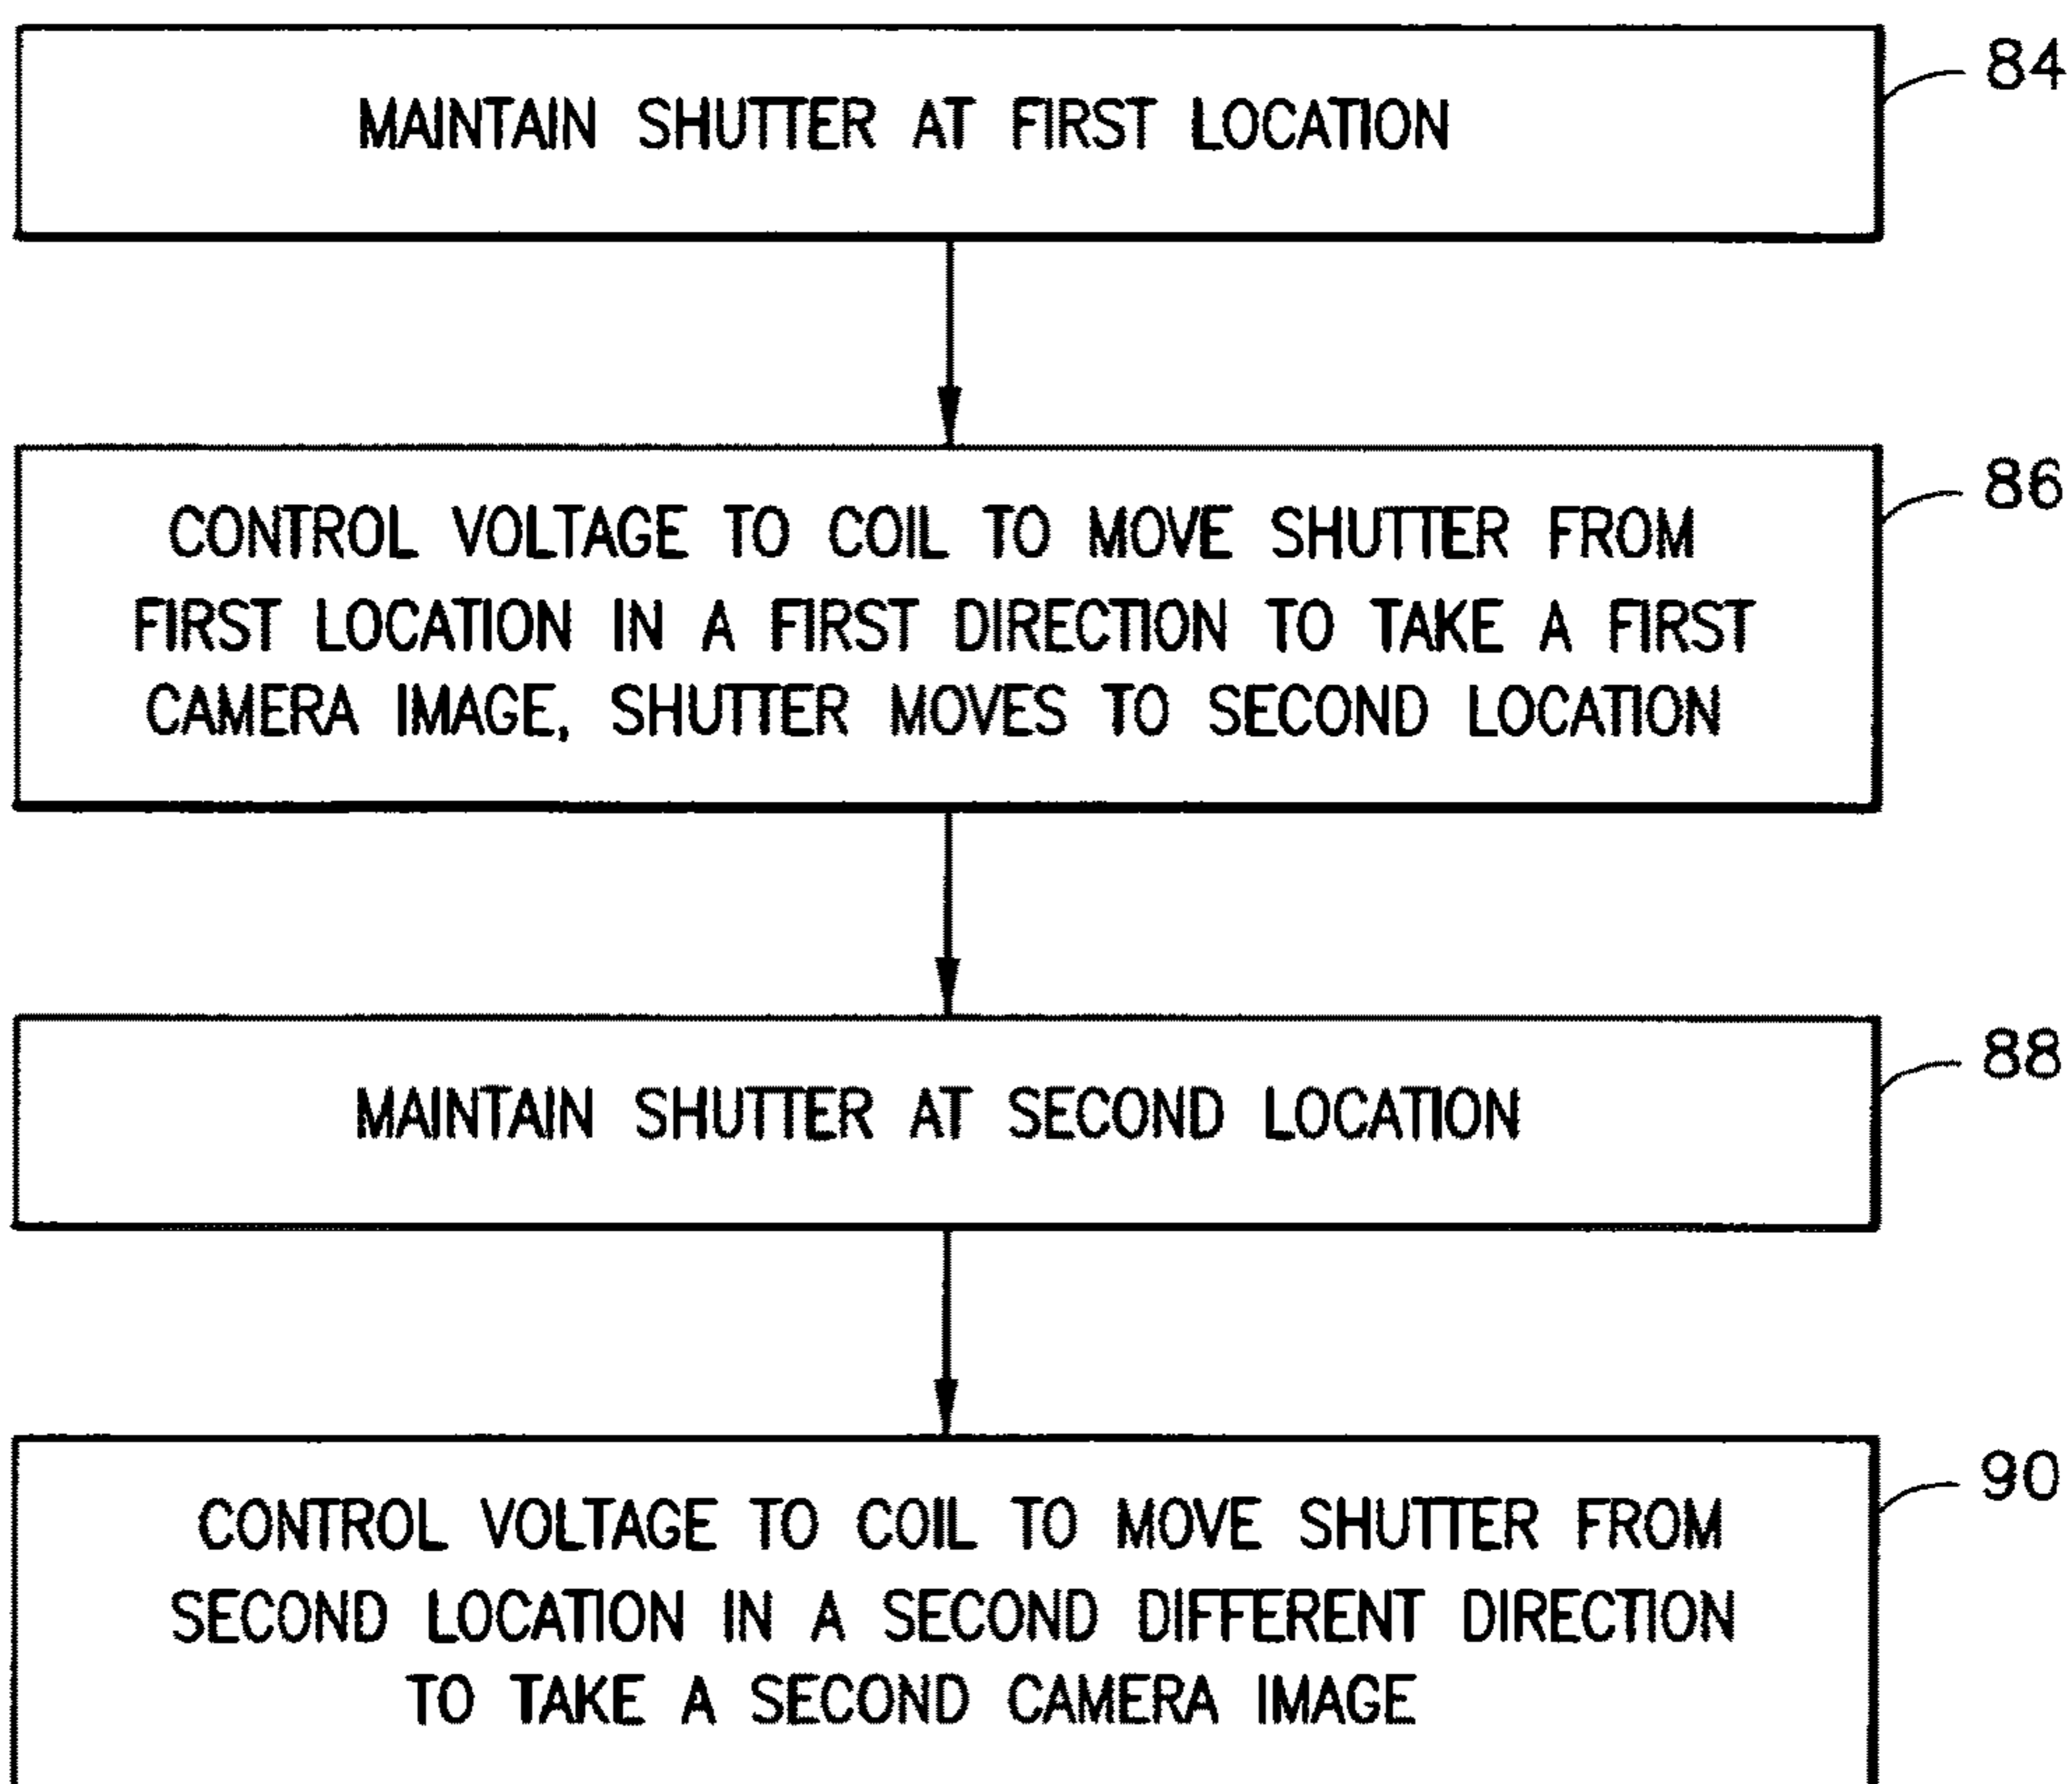 MAINTAIN SHUTTER AT FIRST LOCATION
84
CONTROL VOLTAGE TO COIL TO MOVE SHUTTER FROM
FIRST LOCATION IN A FIRST DIRECTION TO TAKE A FIRST
CAMERA IMAGE, SHUTTER MOVES TO SECOND LOCATION
86
MAINTAIN SHUTTER AT SECOND LOCATION
88
CONTROL VOLTAGE TO COIL TO MOVE SHUTTER FROM
SECOND LOCATION IN A SECOND DIFFERENT DIRECTION
TO TAKE A SECOND CAMERA IMAGE
90